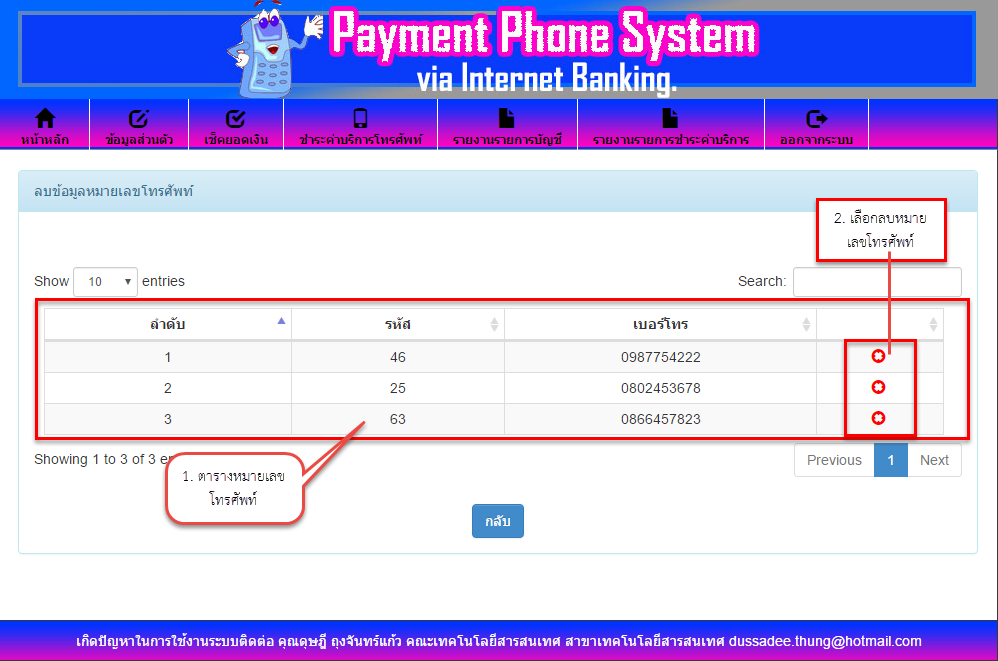 Payment Phone System
via Internet Banking.
หน้าหลัก ข้อมูลส่วนตัว เช็คยอดเงิน ชำระค่าบริการโทรศัพท์ รายงานรายการบัญชี รายงานรายการชำระค่าบริการ ออกจากระบบ
ลบข้อมูลหมายเลขโทรศัพท์
2. เลือกลบหมาย
เลขโทรศัพท์
Show 10 entries Search:
ลำดับ รหัส เบอร์โทร
1 46 0987754222
2 25 0802453678
3 63 0866457823
Showing 1 to 3 of 3 Previous 1 Next
1. ตารางหมายเลข
โทรศัพท์
กลับ
เกิดปัญหาในการใช้งานระบบติดต่อ คุณดุษฎี ถุงจันทร์แก้ว คณะเทคโนโลยีสารสนเทศ สาขาเทคโนโลยีสารสนเทศ dussadee.thung@hotmail.com